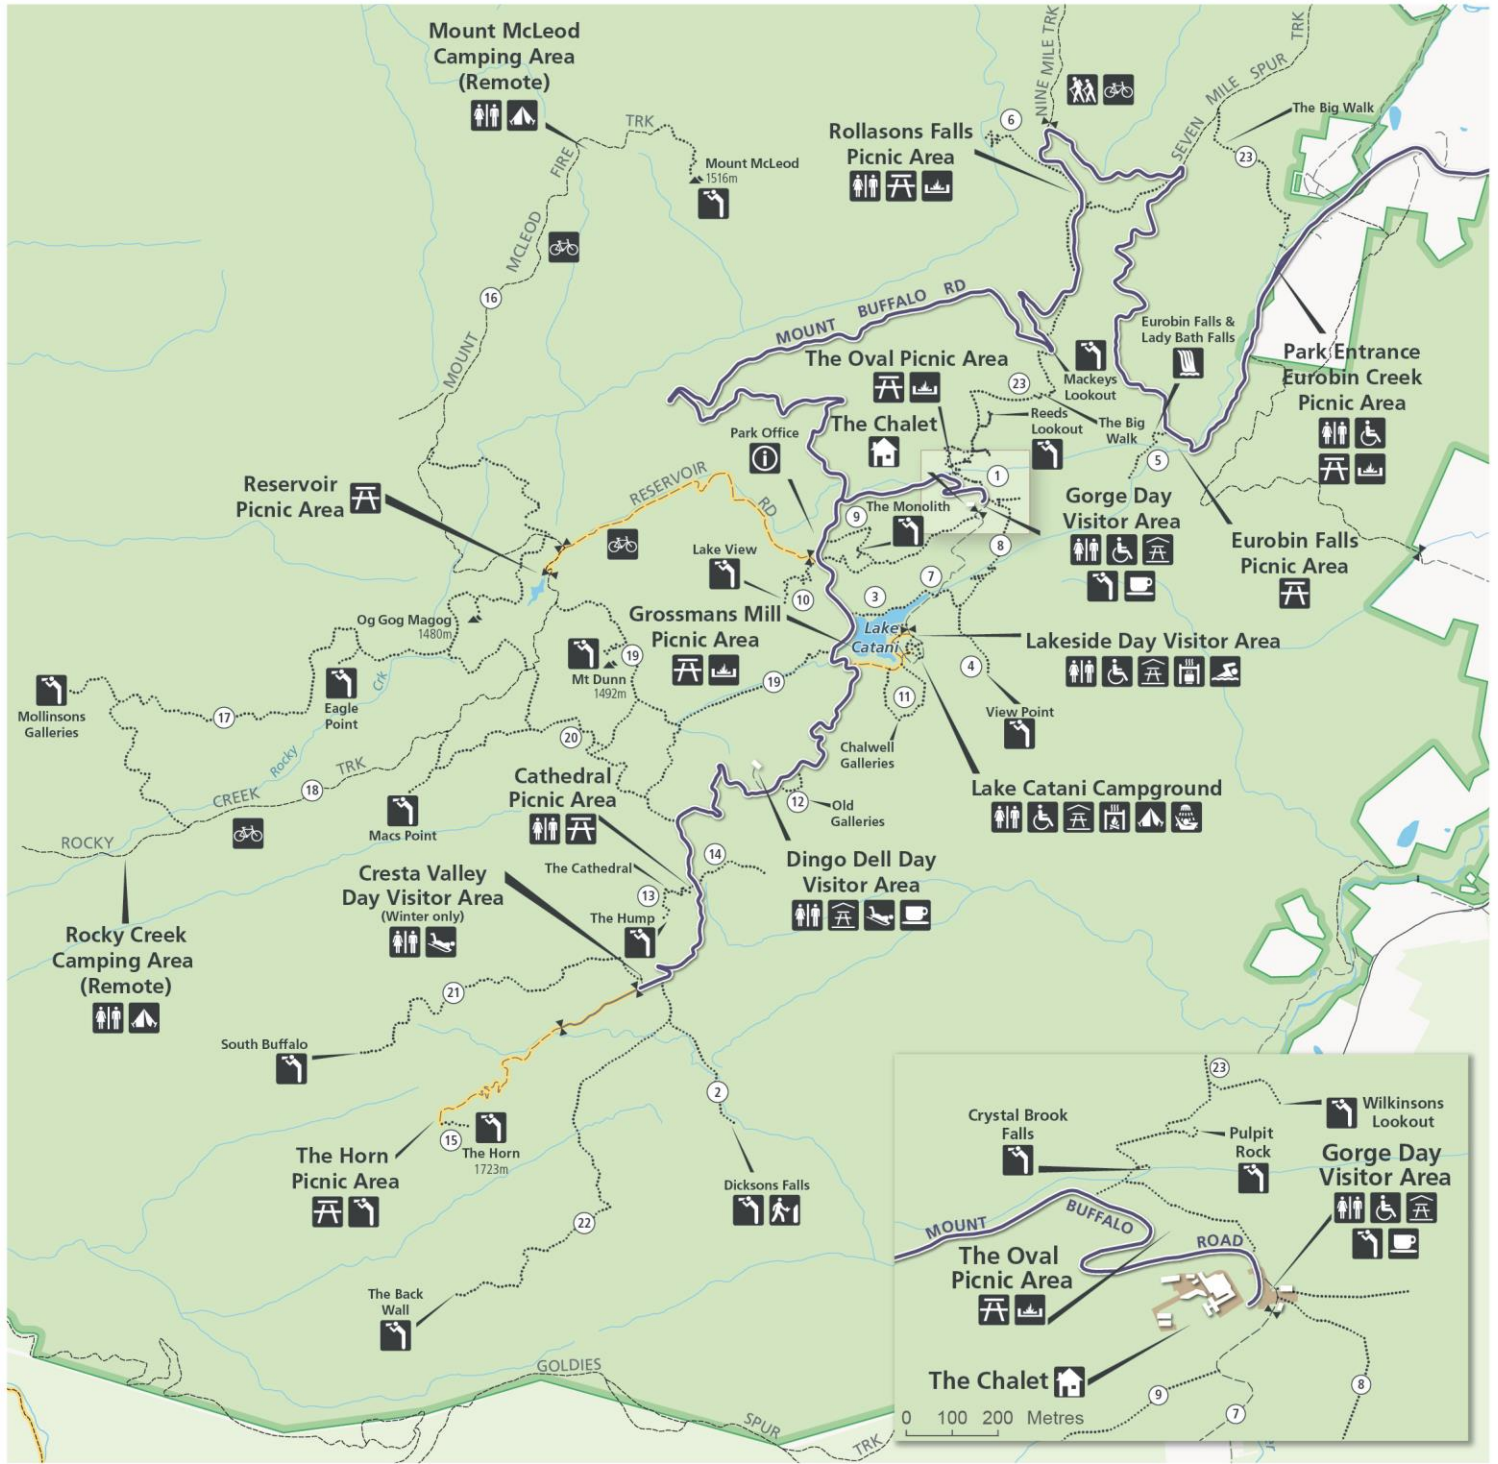 Mount McLeod
Camping Area
(Remote)
TRK
FIRE
MCLEOD
MOUNT
Mount McLeod
1516m
16
NINE MILE TRK
SEVEN MILE SPUR TRK
The Big Walk
23
6
Rollasons Falls
Picnic Area
MOUNT BUFFALO RD
Eurobin Falls &
Lady Bath Falls
Park Entrance
Eurobin Creek
Picnic Area
The Oval Picnic Area
Mackeys
Lookout
23
Reeds
Lookout
The Big
Walk
The Chalet
Park Office
5
1
Reservoir
Picnic Area
RESERVOIR RD
Gorge Day
Visitor Area
The Monolith
9
8
Eurobin Falls
Picnic Area
Lake View
10
7
3
Grossmans Mill
Picnic Area
Lake
Catani
Lakeside Day Visitor Area
Og Gog Magog
1480m
Crk
Rocky
Eagle
Point
Mt Dunn
1492m
19
19
4
11
View Point
Mollinsons
Galleries
17
20
Chalwell
Galleries
Cathedral
Picnic Area
Lake Catani Campground
ROCKY CREEK TRK
18
Macs Point
12
Old
Galleries
Dingo Dell Day
Visitor Area
14
The Cathedral
13
The Hump
Cresta Valley
Day Visitor Area
(Winter only)
Rocky Creek
Camping Area
(Remote)
21
South Buffalo
2
15
The Horn
1723m
The Horn
Picnic Area
Dicksons Falls
22
The Back
Wall
GOLDIES SPUR TRK
23
Wilkinsons
Lookout
Crystal Brook
Falls
Pulpit
Rock
Gorge Day
Visitor Area
MOUNT BUFFALO ROAD
The Oval
Picnic Area
The Chalet
9
7
8
0 100 200 Metres